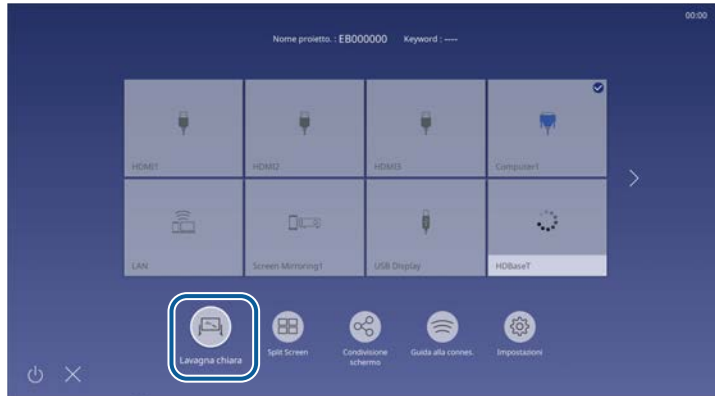 00:00
Nome proietto. : EB000000 Keyword : ----
HDMI1 HDMI2 HDMI3 Computer1
LAN Screen Mirroring1 USB Display HDBaseT
Lavagna chiara Split Screen Condivisione schermo Guida alla connes. Impostazioni